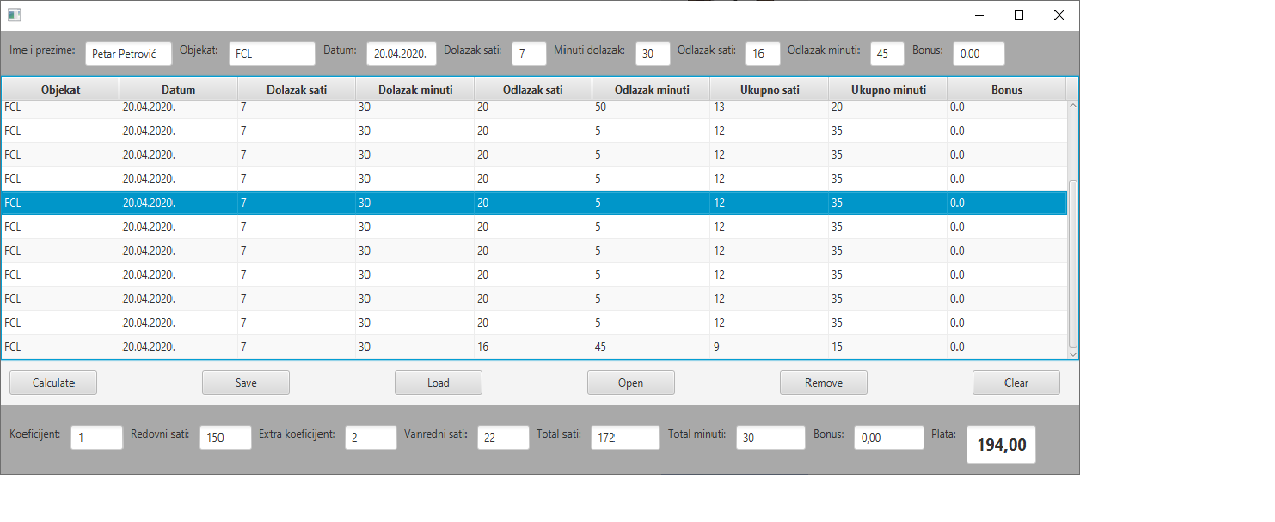 Ime i prezime: Petar Petrović Objekat: FCL Datum: 20.04.2020. Dolazak sati: 7 Minuti dolazak: 30 Odlazak sati: 16 Odlazak minuti: 45 Bonus: 0.00
Objekat Datum Dolazak sati Dolazak minuti Odlazak sati Odlazak minuti Ukupno sati Ukupno minuti Bonus
FCL 20.04.2020. 7 30 20 50 13 20 0.0
FCL 20.04.2020. 7 30 20 5 12 35 0.0
FCL 20.04.2020. 7 30 20 5 12 35 0.0
FCL 20.04.2020. 7 30 20 5 12 35 0.0
FCL 20.04.2020. 7 30 20 5 12 35 0.0
FCL 20.04.2020. 7 30 20 5 12 35 0.0
FCL 20.04.2020. 7 30 20 5 12 35 0.0
FCL 20.04.2020. 7 30 20 5 12 35 0.0
FCL 20.04.2020. 7 30 20 5 12 35 0.0
FCL 20.04.2020. 7 30 20 5 12 35 0.0
FCL 20.04.2020. 7 30 16 45 9 15 0.0
Calculate Save Load Open Remove Clear
Koeficijent: 1 Redovni sati: 150 Extra koeficijent: 2 Vanredni sati: 22 Total sati: 172 Total minuti: 30 Bonus: 0,00 Plata: 194,00